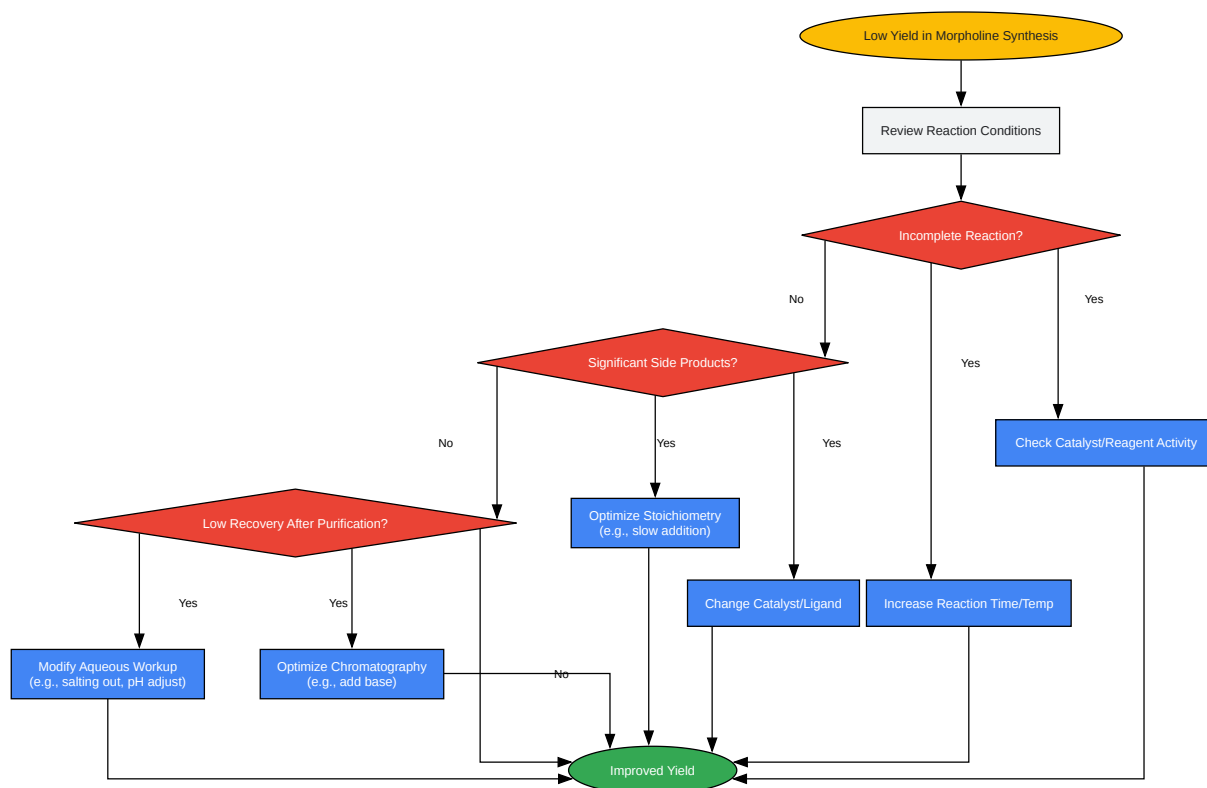 Low Yield in Morpholine Synthesis
Review Reaction Conditions
Incomplete Reaction?
No
Yes
Significant Side Products?
Yes
No
Yes
Yes
Check Catalyst/Reagent Activity
Low Recovery After Purification?
Optimize Stoichiometry
(e.g., slow addition)
Yes
Yes
Change Catalyst/Ligand
Increase Reaction Time/Temp
Modify Aqueous Workup
(e.g., salting out, pH adjust)
Optimize Chromatography
(e.g., add base)
No
Improved Yield